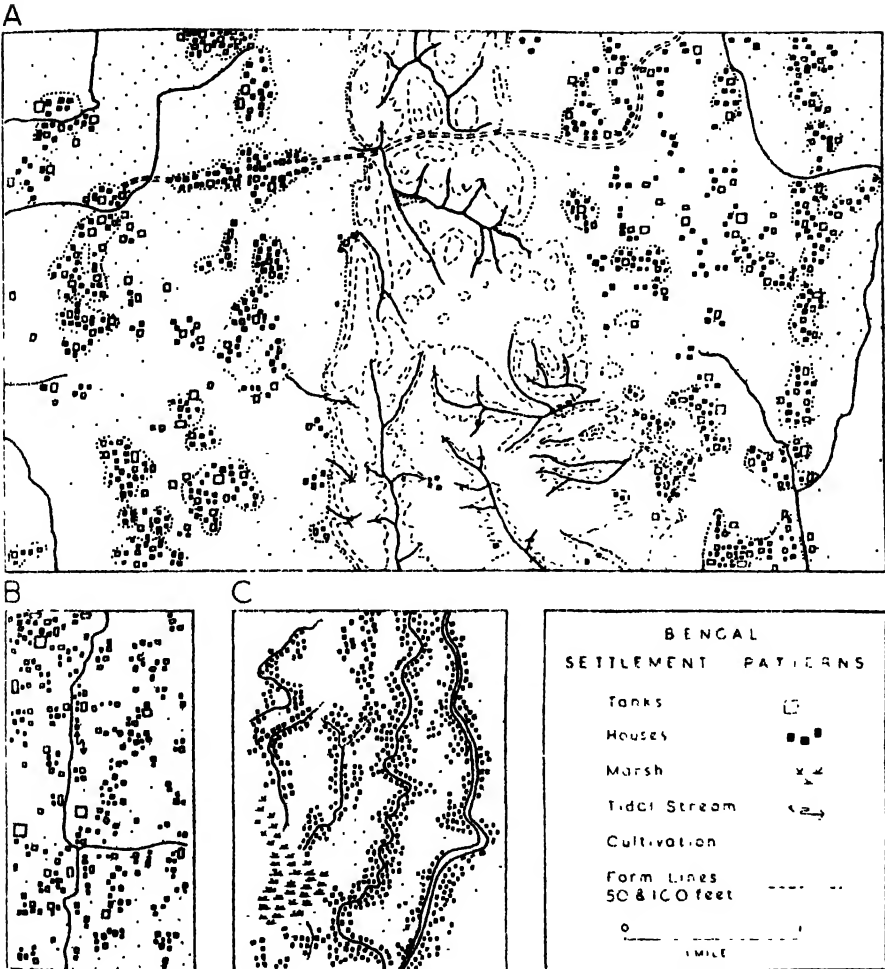 A
B
C
BENGAL
SETTLEMENT PATTERNS
Tanks
Houses
Marsh
Tidal Stream
Cultivation
Form Lines
50 & 100 feet
0 1
1 MILE